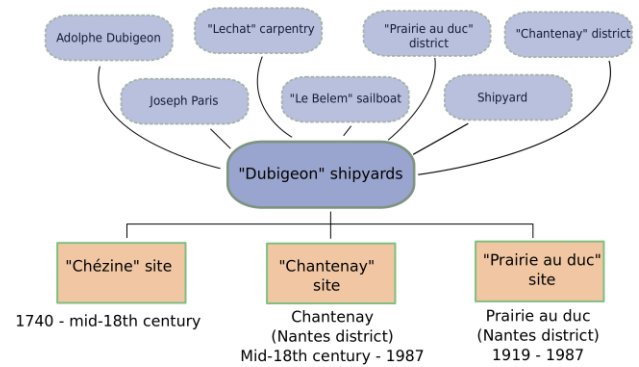 Adolphe Dubigeon
"Lechat" carpentry
"Prairie au duc"
district
"Chantenay" district
Joseph Paris
"Le Belem" sailboat
Shipyard
"Dubigeon" shipyards
"Chézine" site
"Chantenay"
site
"Prairie au duc"
site
1740 - mid-18th century
Chantenay
(Nantes district)
Mid-18th century - 1987
Prairie au duc
(Nantes district)
1919 - 1987